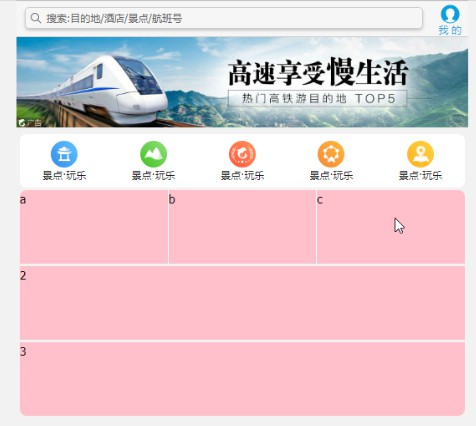 搜索:目的地/酒店/景点/航班号
我 的
高速享受慢生活
热门高铁游目的地 TOP5
广告
景点·玩乐 景点·玩乐 景点·玩乐 景点·玩乐 景点·玩乐
a b c
2
3